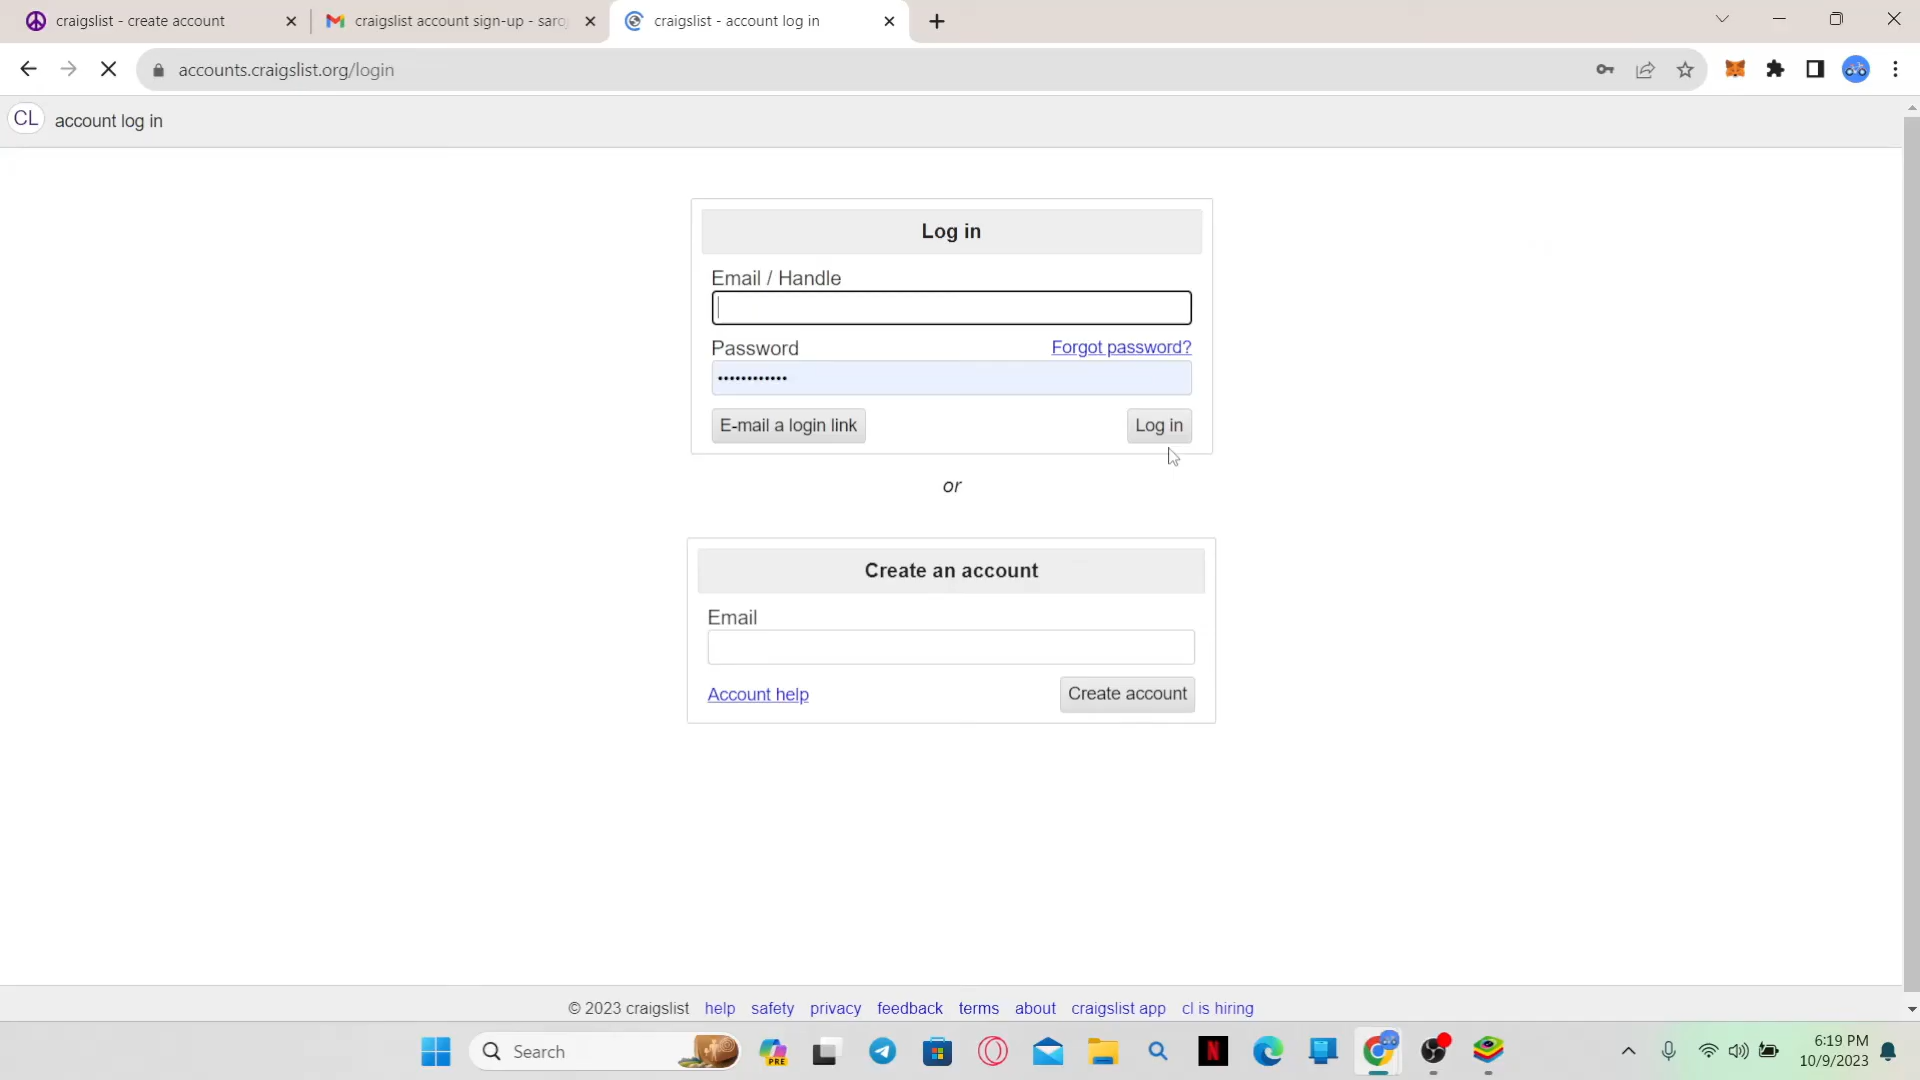 craigslist - create account
craigslist account sign-up - saro
craigslist - account log in
accounts.craigslist.org/login
CL account log in
Log in
Email / Handle
Password Forgot password?
••••••••••••
E-mail a login link Log in
or
Create an account
Email
Account help Create account
© 2023 craigslist help safety privacy feedback terms about craigslist app cl is hiring
Search
PRE
N
6:19 PM
10/9/2023